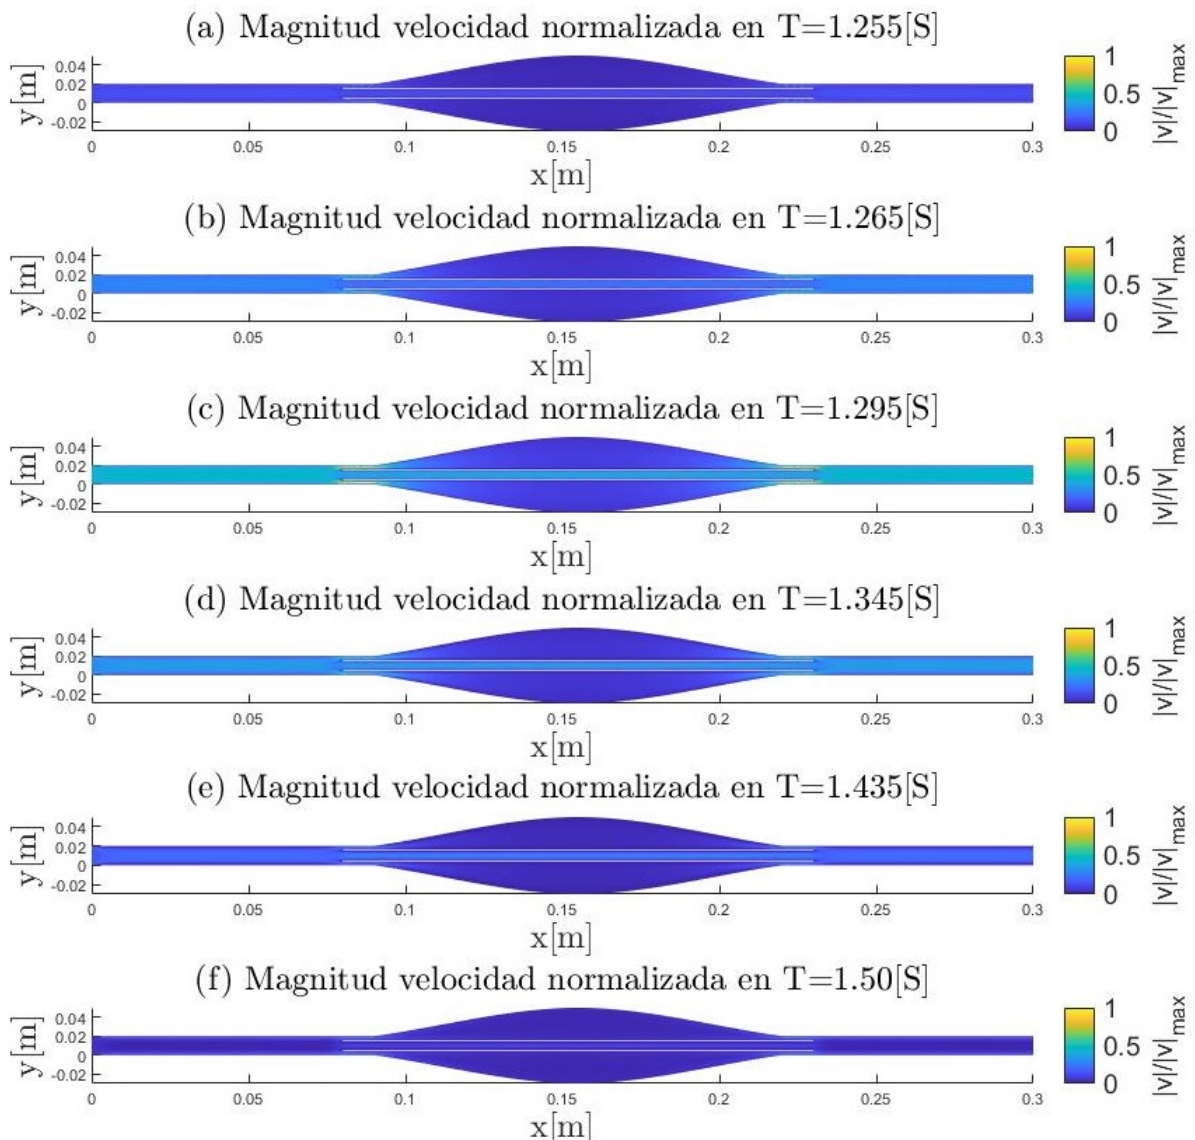 (a) Magnitud velocidad normalizada en T=1.255[S]
y[m]
0.04
0.02
0
-0.02
0 0.05 0.1 0.15 0.2 0.25 0.3
x[m]
1
0.5
0
|v|/|v|max
(b) Magnitud velocidad normalizada en T=1.265[S]
y[m]
0.04
0.02
0
-0.02
0 0.05 0.1 0.15 0.2 0.25 0.3
x[m]
1
0.5
0
|v|/|v|max
(c) Magnitud velocidad normalizada en T=1.295[S]
y[m]
0.04
0.02
0
-0.02
0 0.05 0.1 0.15 0.2 0.25 0.3
x[m]
1
0.5
0
|v|/|v|max
(d) Magnitud velocidad normalizada en T=1.345[S]
y[m]
0.04
0.02
0
-0.02
0 0.05 0.1 0.15 0.2 0.25 0.3
x[m]
1
0.5
0
|v|/|v|max
(e) Magnitud velocidad normalizada en T=1.435[S]
y[m]
0.04
0.02
0
-0.02
0 0.05 0.1 0.15 0.2 0.25 0.3
x[m]
1
0.5
0
|v|/|v|max
(f) Magnitud velocidad normalizada en T=1.50[S]
y[m]
0.04
0.02
0
-0.02
0 0.05 0.1 0.15 0.2 0.25 0.3
x[m]
1
0.5
0
|v|/|v|max